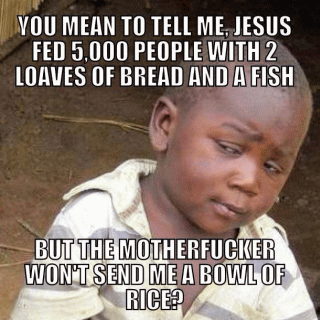 YOU MEAN TO TELL ME, JESUS
FED 5,000 PEOPLE WITH 2
LOAVES OF BREAD AND A FISH
BUT THE MOTHERFUCKER
WON'T SEND ME A BOWL OF
RICE?